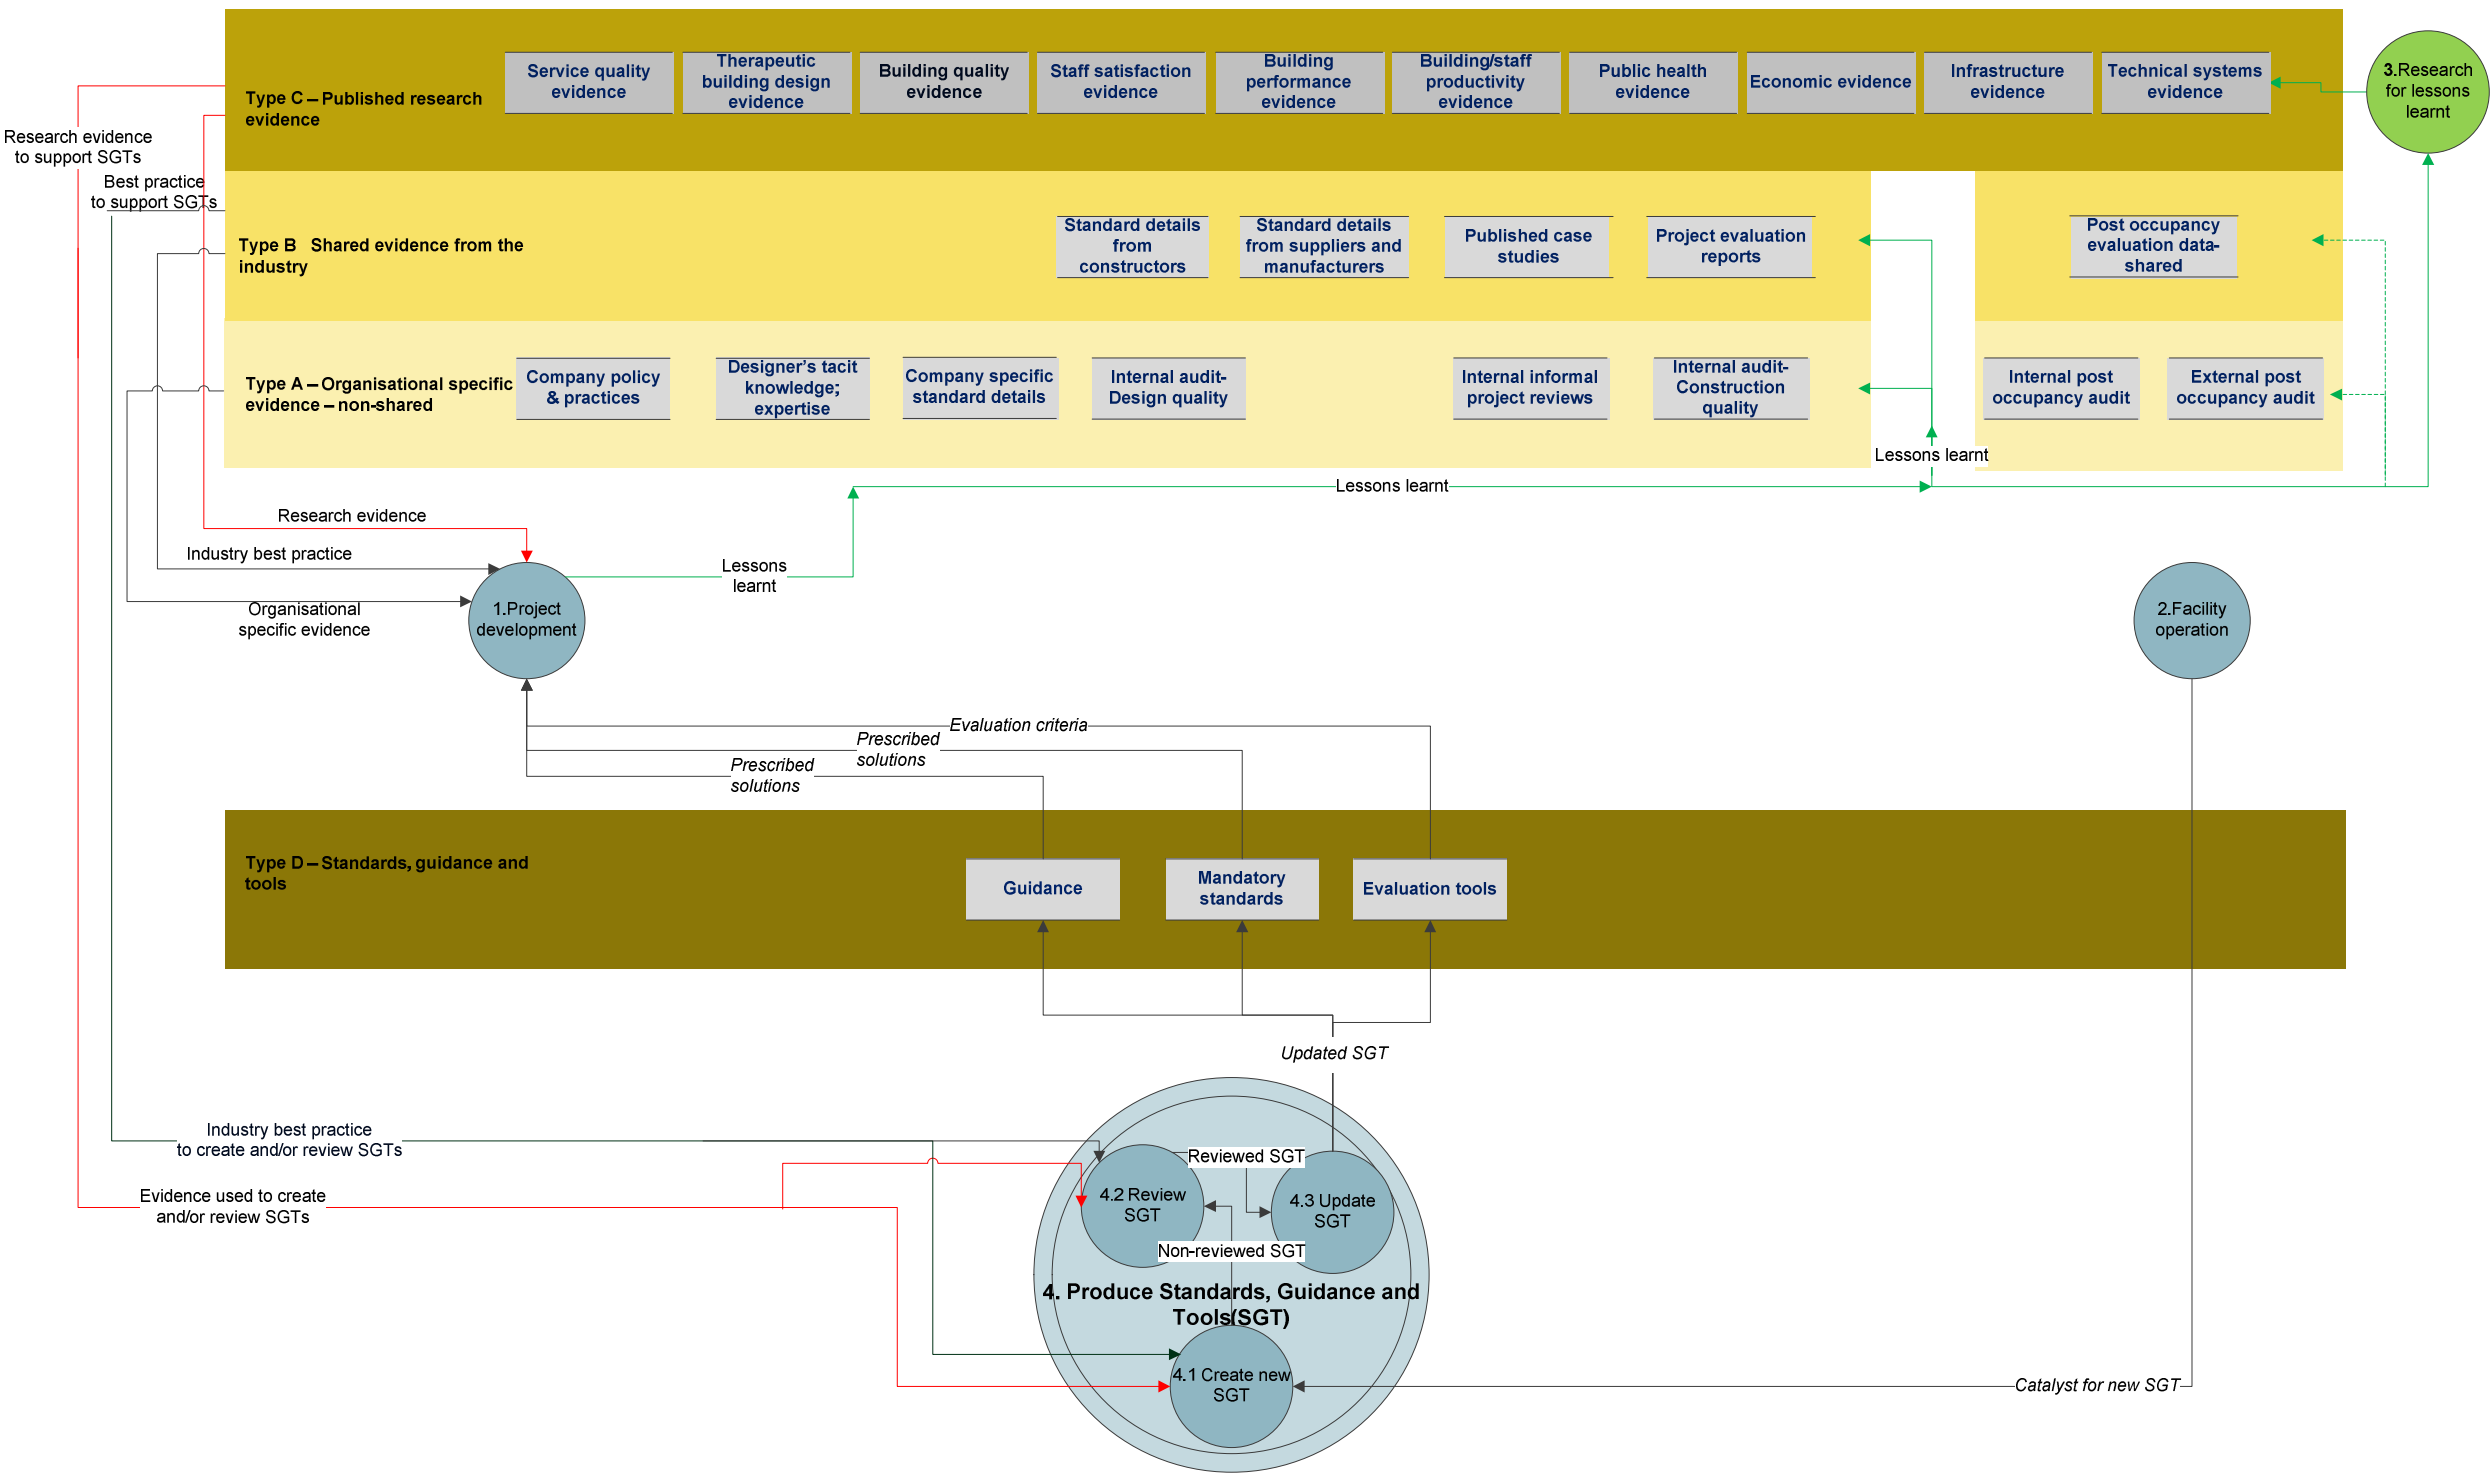 Service quality
evidence
Therapeutic
building design
evidence
Building quality
evidence
Staff satisfaction
evidence
Building
performance
evidence
Building/staff
productivity
evidence
Public health
evidence
Economic evidence
Infrastructure
evidence
Technical systems
evidence
3.Research
for lessons
learnt
Type C – Published research
evidence
Research evidence
to support SGTs
Best practice
to support SGTs
Type B   Shared evidence from the
industry
Standard details
from
constructors
Standard details
from suppliers and
manufacturers
Published case
studies
Project evaluation
reports
Post occupancy
evaluation data-
shared
Type A – Organisational specific
evidence – non-shared
Company policy
& practices
Designer's tacit
knowledge;
expertise
Company specific
standard details
Internal audit-
Design quality
Internal informal
project reviews
Internal audit-
Construction
quality
Internal post
occupancy audit
External post
occupancy audit
Lessons learnt
Lessons learnt
Research evidence
Industry best practice
Lessons
learnt
Organisational
specific evidence
1.Project
development
2.Facility
operation
Evaluation criteria
Prescribed
solutions
Prescribed
solutions
Type D – Standards, guidance and
tools
Guidance
Mandatory
standards
Evaluation tools
Updated SGT
Industry best practice
to create and/or review SGTs
Evidence used to create
and/or review SGTs
Reviewed SGT
4.2 Review
SGT
4.3 Update
SGT
Non-reviewed SGT
4. Produce Standards, Guidance and
Tools(SGT)
4.1 Create new
SGT
Catalyst for new SGT